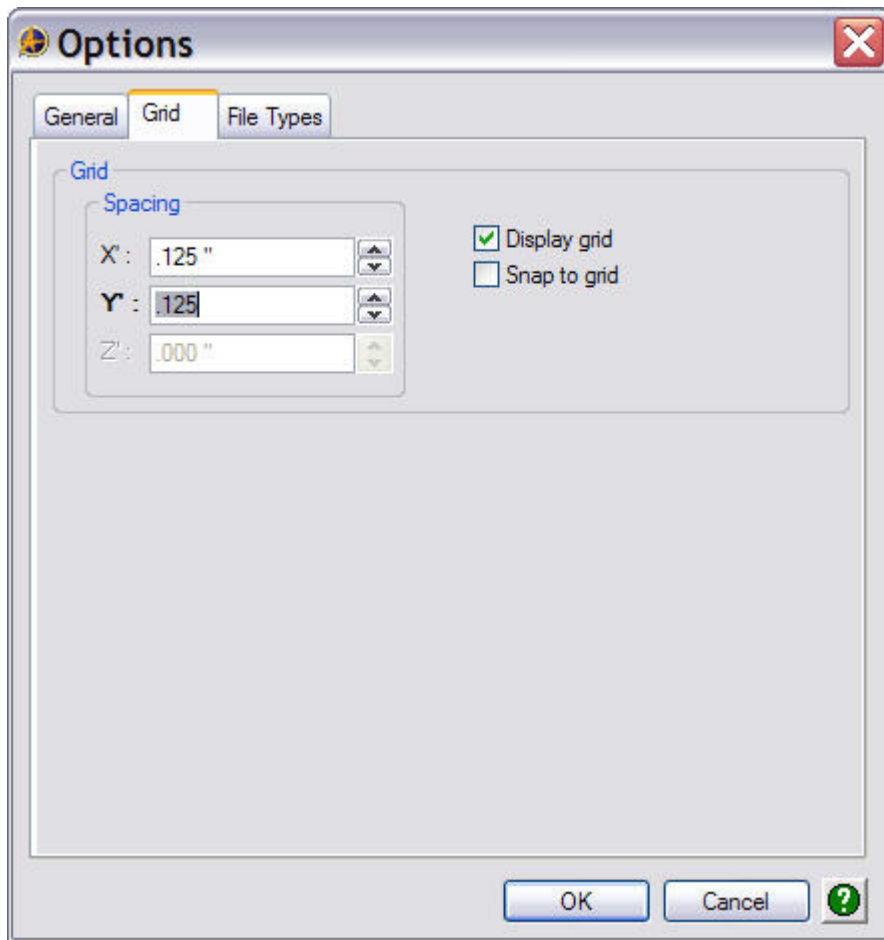 Options
General Grid File Types
Grid
Spacing
X' : .125 "
Y' : .125
Z' : .000 "
Display grid
Snap to grid
OK Cancel ?